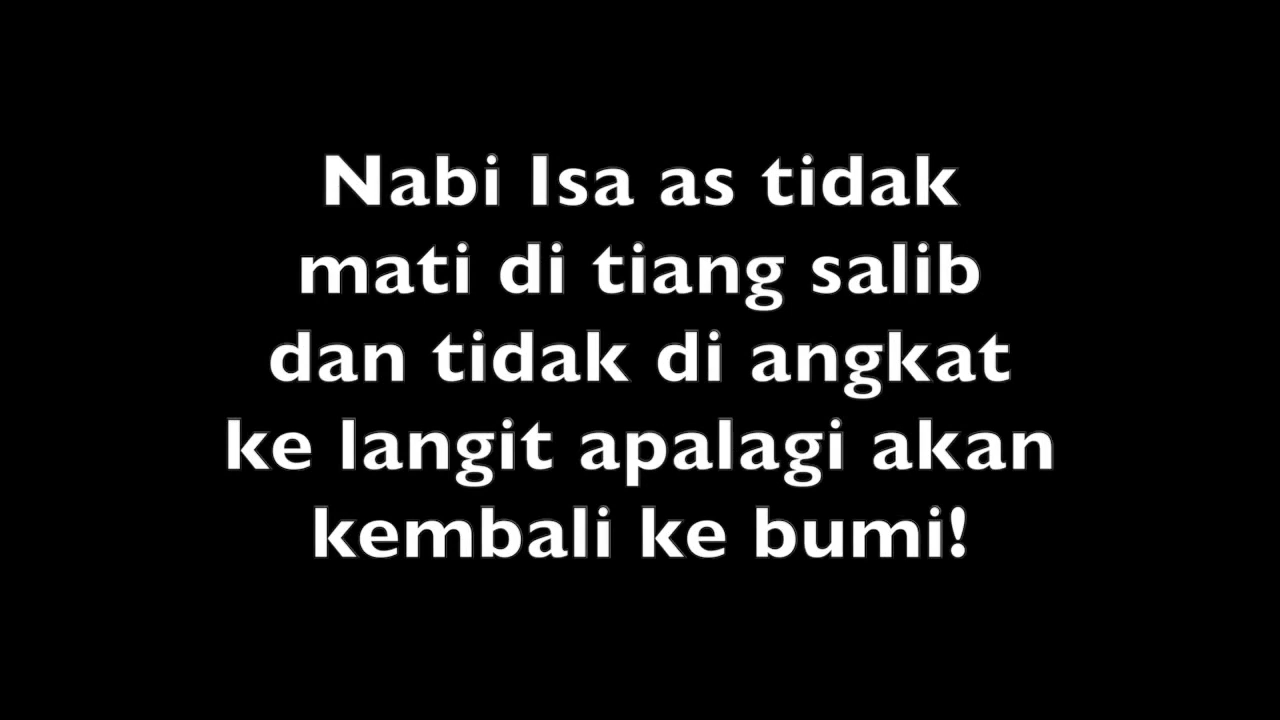 Nabi Isa as tidak
mati di tiang salib
dan tidak di angkat
ke langit apalagi akan
kembali ke bumi!